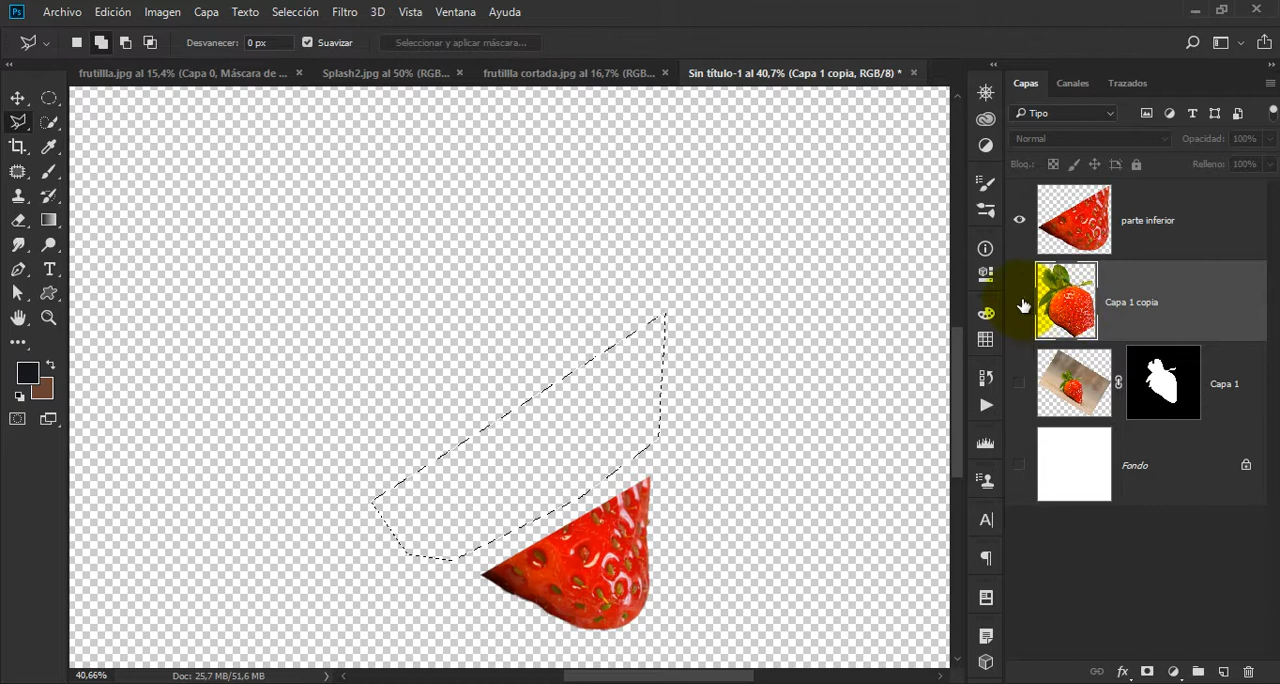 Ps Archivo Edición Imagen Capa Texto Selección Filtro 3D Vista Ventana Ayuda
Desvanecer: 0 px Suavizar Seleccionar y aplicar máscara...
frutillla.jpg al 15,4% (Capa 0, Máscara de ... × Splash2.jpg al 50% (RGB... × frutillla cortada.jpg al 16,7% (RGB... × Sin título-1 al 40,7% (Capa 1 copia, RGB/8) * ×
Capas Canales Trazados
Tipo
Normal Opacidad: 100%
Bloq.: Relleno: 100%
parte inferior
Capa 1 copia
Capa 1
Fondo
40,66% Doc: 25,7 MB/51,6 MB